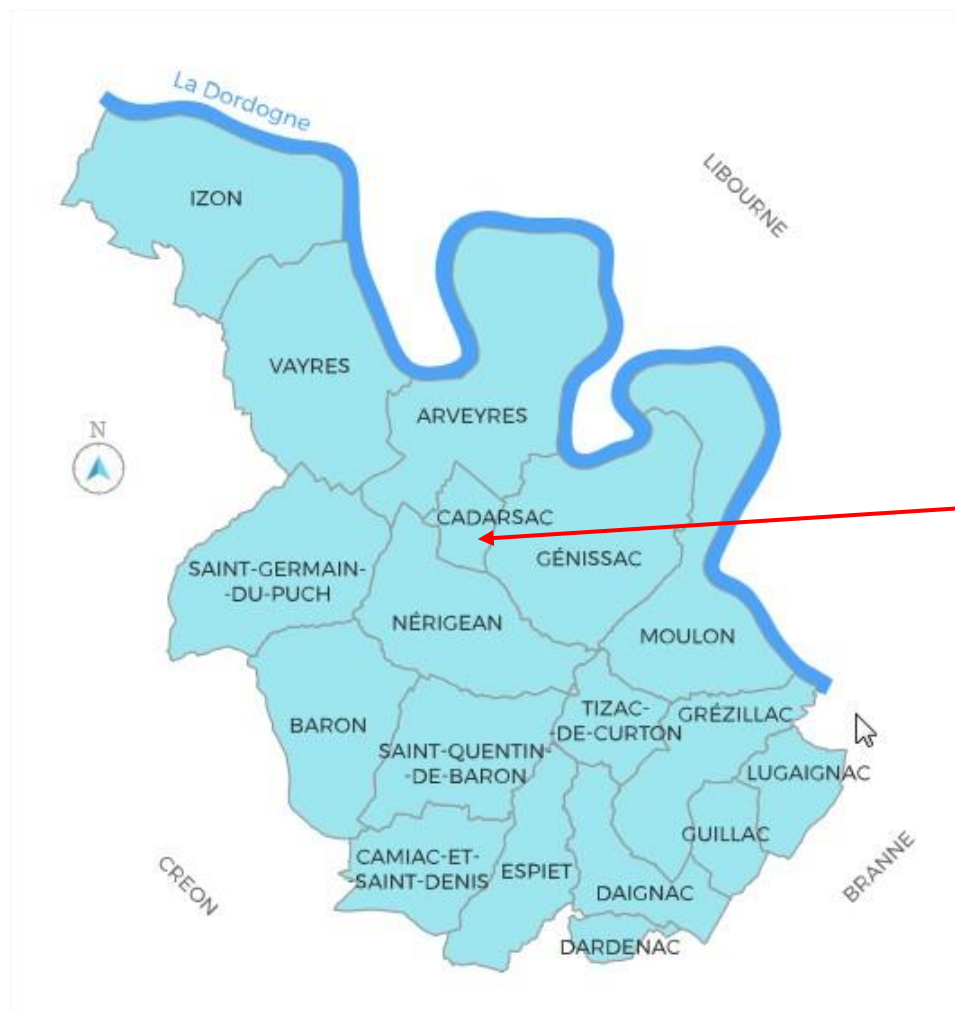 La Dordogne
LIBOURNE
IZON
VAYRES
ARVEYRES
N
CADARSAC
GÉNISSAC
SAINT-GERMAIN-
-DU-PUCH
NÉRIGEAN
MOULON
BARON
TIZAC-
-DE-CURTON
GRÉZILLAC
SAINT-QUENTIN-
-DE-BARON
LUGAIGNAC
GUILLAC
CAMIAC-ET-
-SAINT-DENIS
ESPIET
DAIGNAC
DARDENAC
CREON
BRANNE